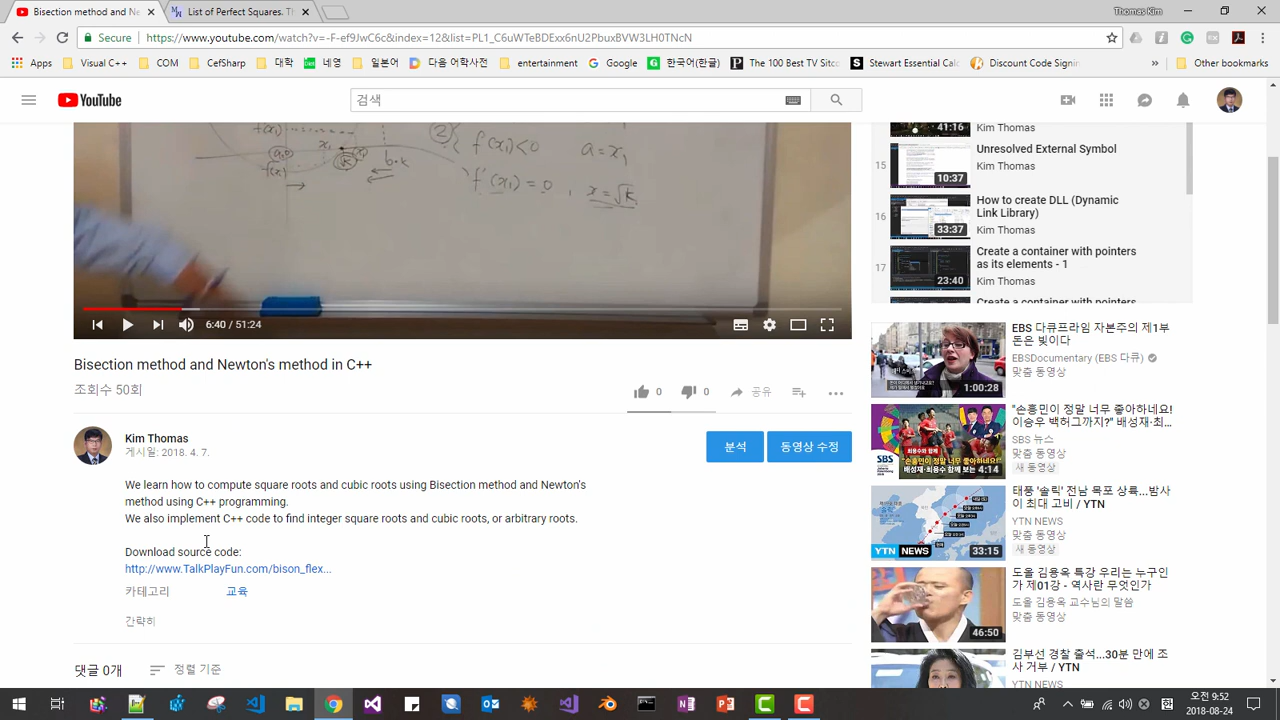 Bisection method and Ne
List of Perfect Squares: T
Thomas Kim
Secure
https://www.youtube.com/watch?v=-F-ef9JwC6c&index=12&list=PL1_C6uWTeBDExx6nU2PbuxBVW3LH0TNcN
Apps
Visual C++
COM
CefSharp
대학
네영
일본어
다음 학사전
entertainment
Google
한국어(한글)
The 100 Best TV Sitc
Stewart Essential Calc
Discount Code Signin
»
Other bookmarks
YouTube
검색
41:16
Kim Thomas
15
10:37
Unresolved External Symbol
Kim Thomas
16
33:37
How to create DLL (Dynamic
Link Library)
Kim Thomas
17
23:40
Create a container with pointers
as its elements - 1
Kim Thomas
Create a container with pointers
6:40 / 51:24
Bisection method and Newton's mathod in C++
조회수 50회
0
0
공유
Kim Thomas
게시일: 2018. 4. 7.
분석
동영상 수정
We learn how to find the square roots and cubic roots using Bisection method and Newton's
method using C++ programming.
We also implement C++ code to find integer square roots and cubic roots, or any n-th roots.
Download source code:
http://www.TalkPlayFun.com/bison_flex...
카테고리
교육
간략히
댓글 0개
정렬 기준
1:00:28
EBS 다큐프라임 자본주의 제1부
돈은 빚이다
EBSDocumentary (EBS 다큐)
맞춤 동영상
4:14
"손흥민이 정말 너무 좋아하네요!
이승우 백허그까지?" 배성재·최...
SBS 뉴스
맞춤 동영상
새 동영상
YTN NEWS
33:15
태풍 '솔릭' 전남 목포 상륙...밤사
이 최대 고비 / YTN
YTN NEWS
맞춤 동영상
새 동영상
46:50
도올 김용옥 특강 우리는 누구인
가 제01강 - 역사란 무엇인가
도올 김용옥 교수님의 말씀
맞춤 동영상
김부선 경찰 출석...30분 만에 조
사 거부 / YTN
YTN NEWS
오전 9:52
2018-08-24